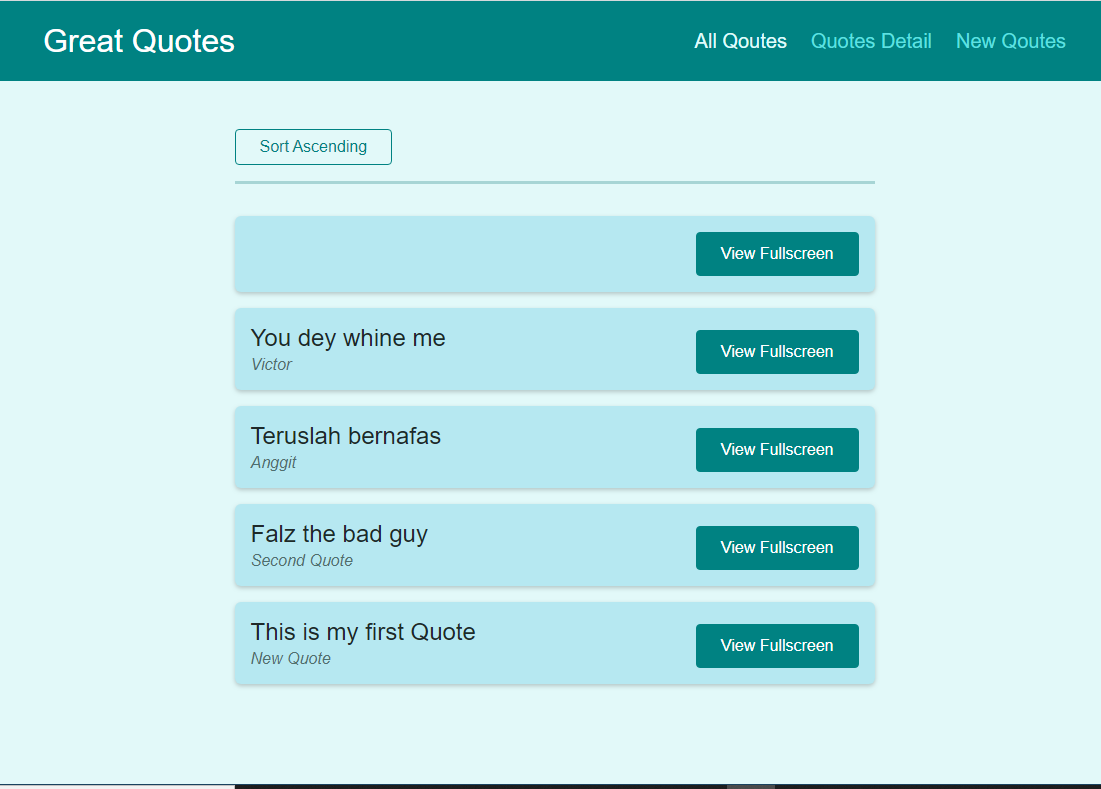 Great Quotes
All Qoutes
Quotes Detail
New Qoutes
Sort Ascending
View Fullscreen
You dey whine me
Victor
View Fullscreen
Teruslah bernafas
Anggit
View Fullscreen
Falz the bad guy
Second Quote
View Fullscreen
This is my first Quote
New Quote
View Fullscreen